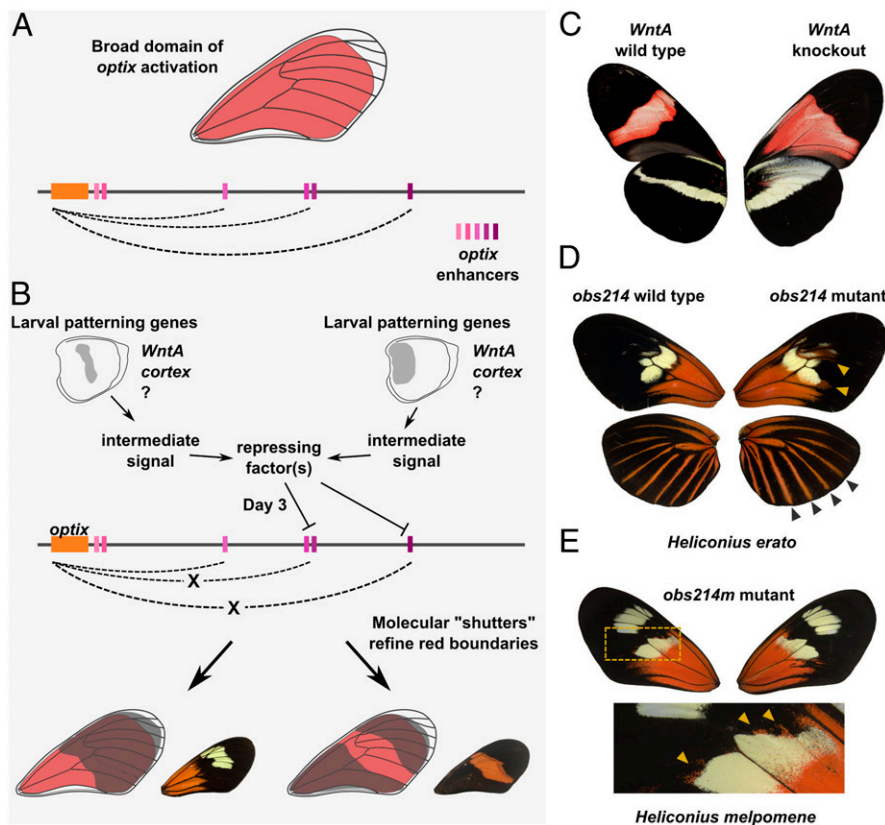 A
Broad domain of
optix activation
optix
enhancers
B
Larval patterning genes
WntA
cortex
?
Larval patterning genes
WntA
cortex
?
intermediate
signal
repressing
factor(s)
intermediate
signal
Day 3
optix
X
X
Molecular "shutters"
refine red boundaries
C
WntA
wild type
WntA
knockout
D
obs214 wild type
obs214 mutant
Heliconius erato
E
obs214m mutant
Heliconius melpomene